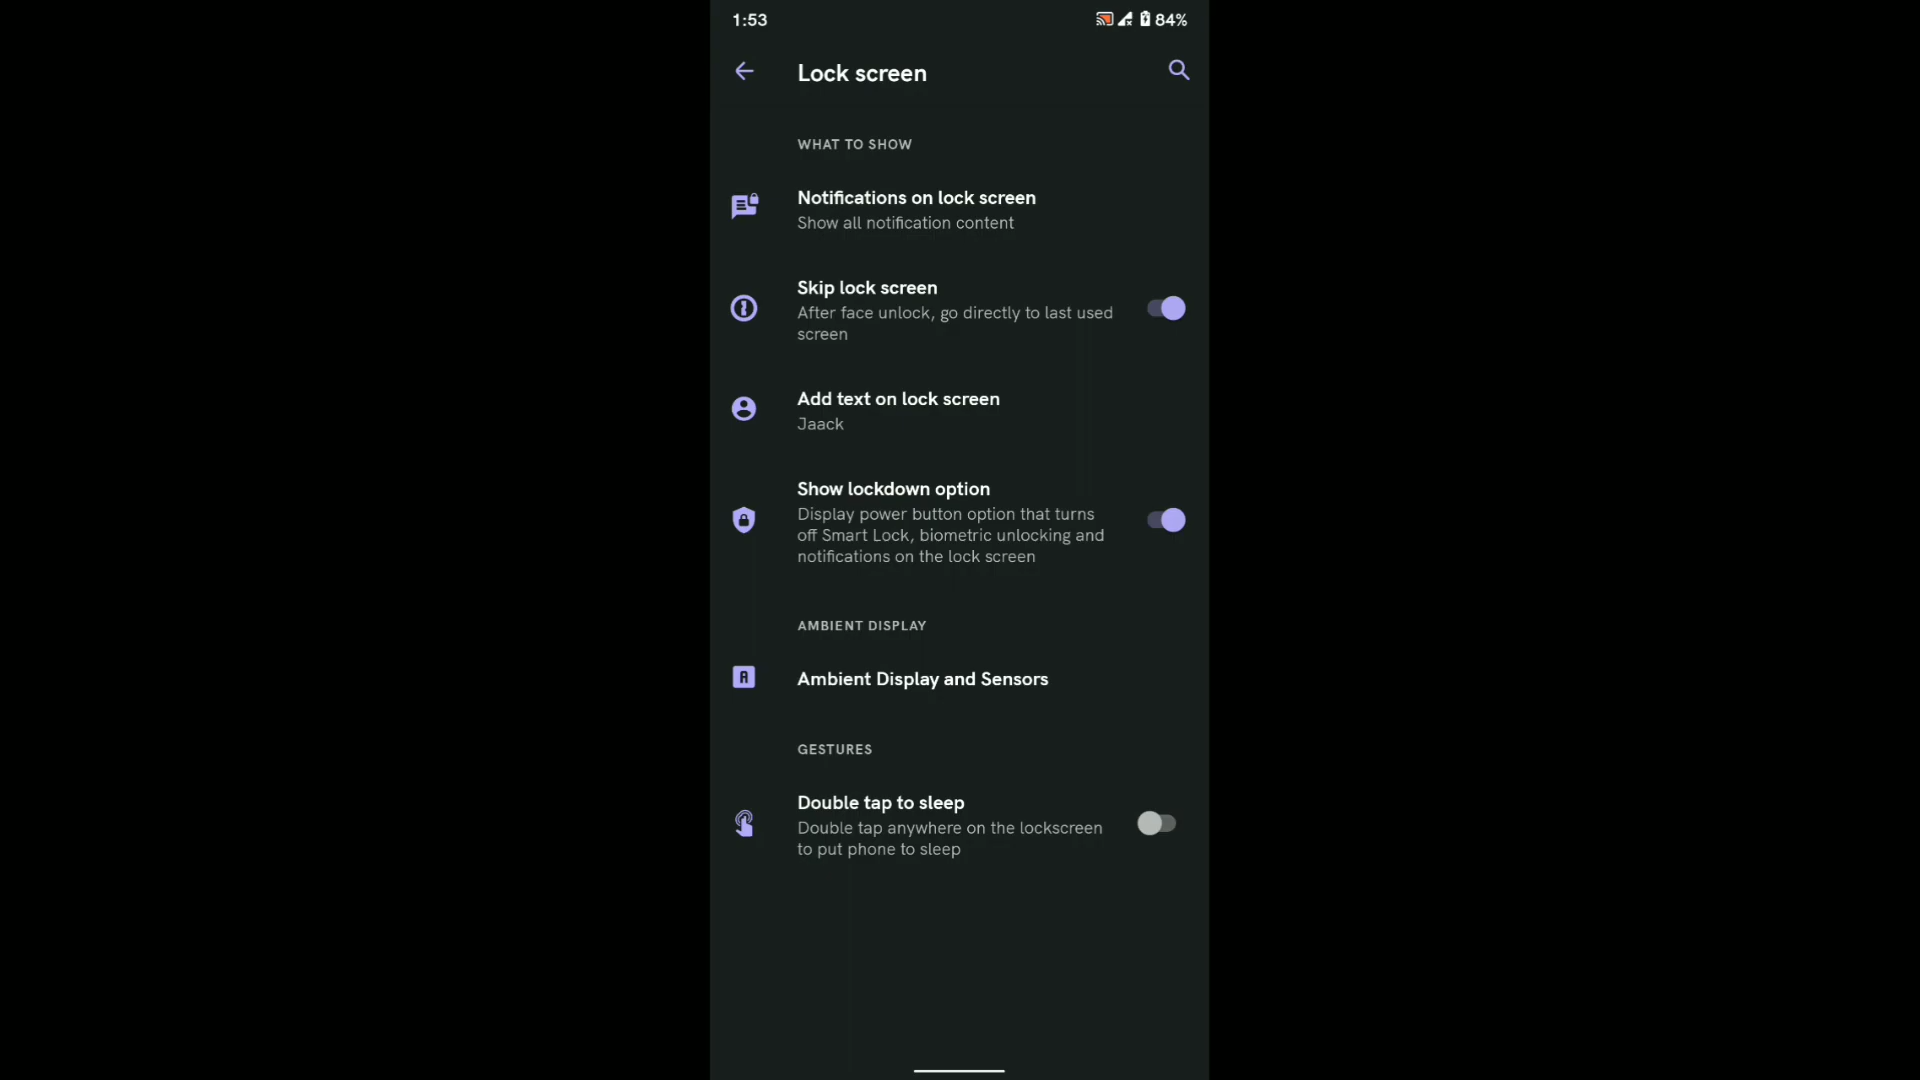 1:53
84%
Lock screen
WHAT TO SHOW
Notifications on lock screen
Show all notification content
Skip lock screen
After face unlock, go directly to last used
screen
Add text on lock screen
Jaack
Show lockdown option
Display power button option that turns
off Smart Lock, biometric unlocking and
notifications on the lock screen
AMBIENT DISPLAY
Ambient Display and Sensors
GESTURES
Double tap to sleep
Double tap anywhere on the lockscreen
to put phone to sleep